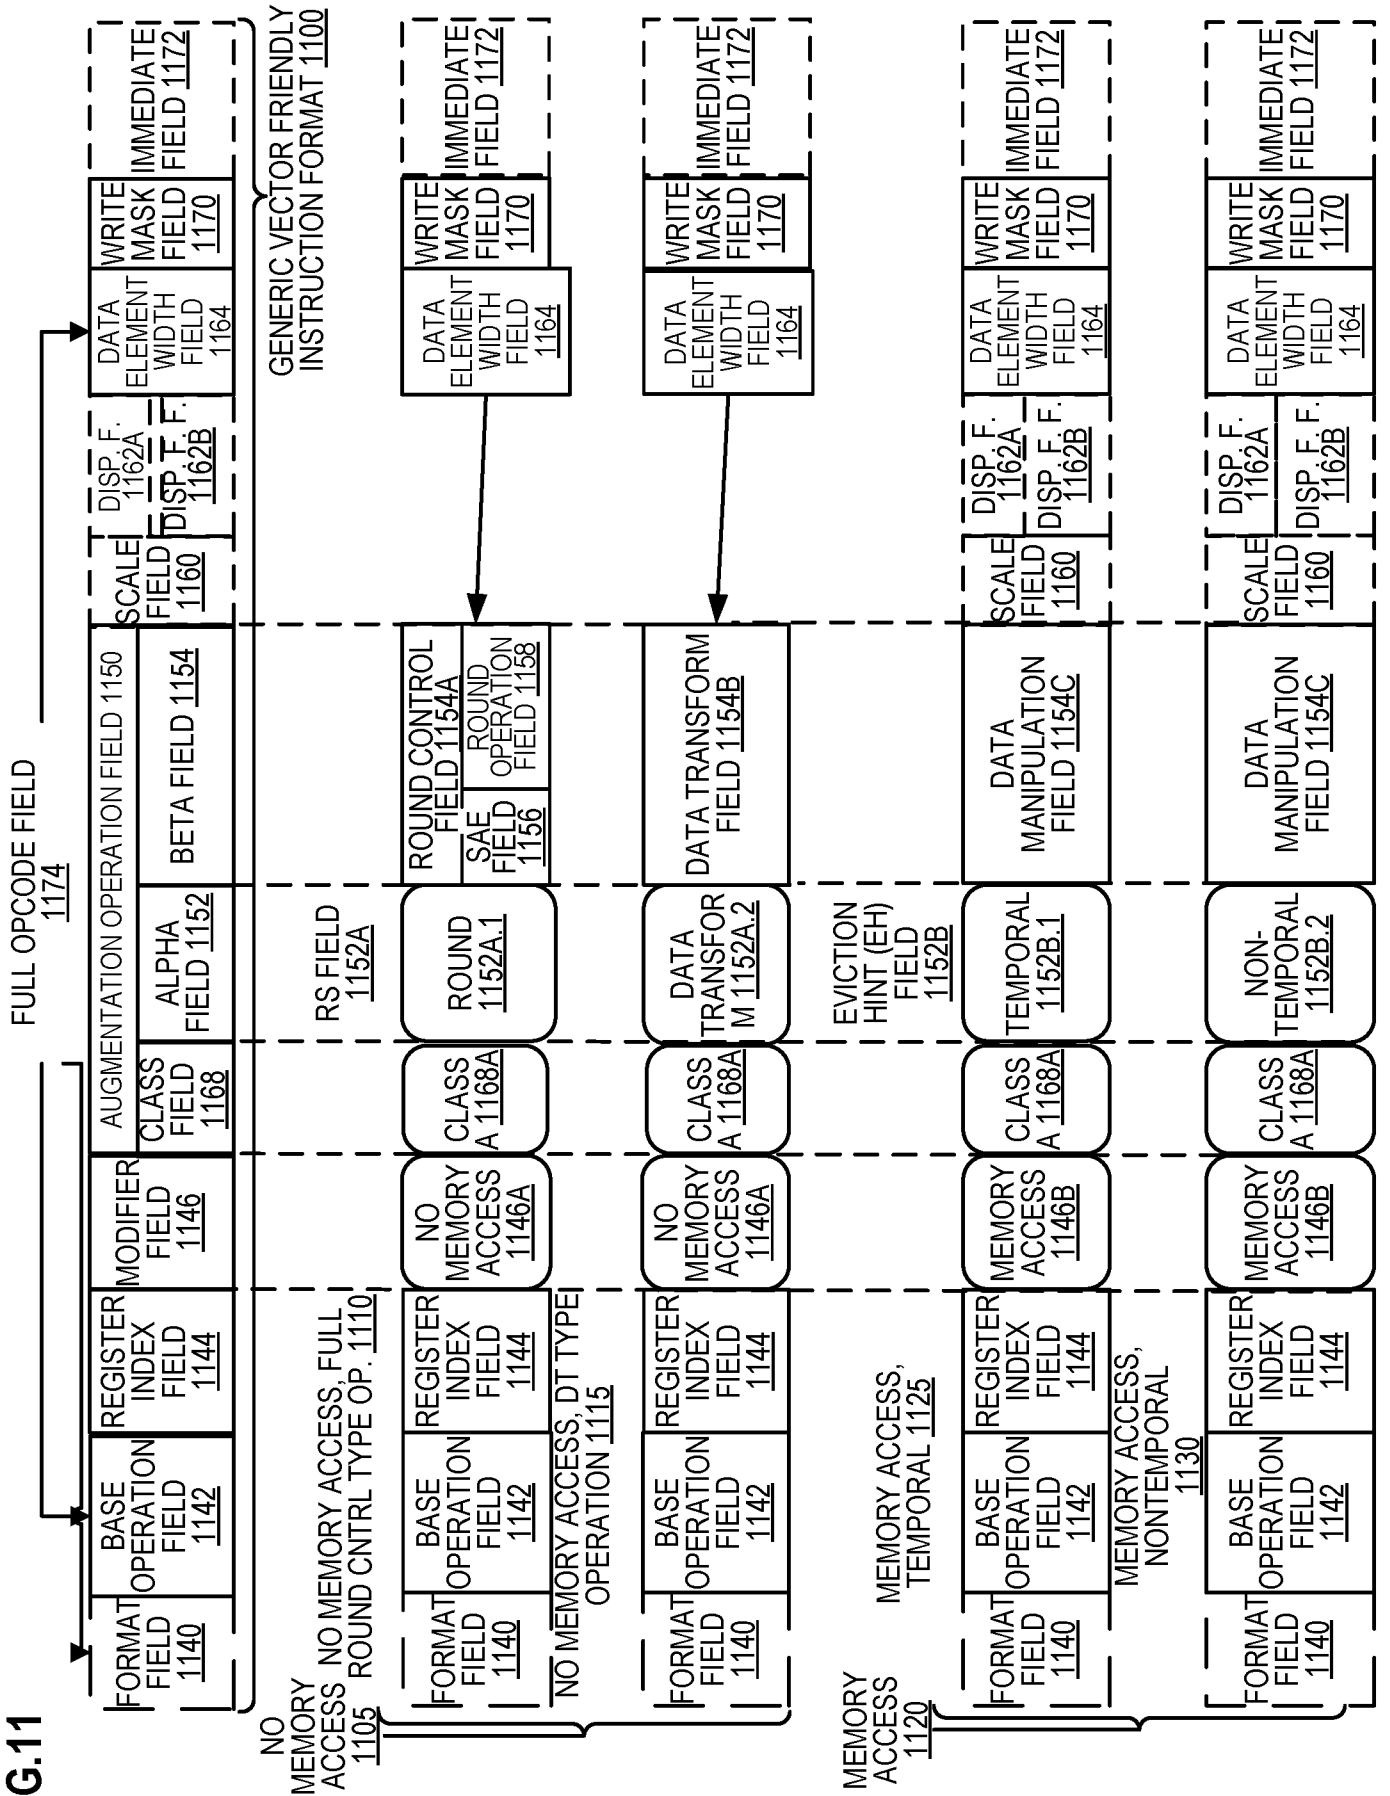 G.11
FULL OPCODE FIELD
1174
FORMAT
FIELD
1140
BASE
OPERATION
FIELD
1142
REGISTER
INDEX
FIELD
1144
MODIFIER
FIELD
1146
AUGMENTATION OPERATION FIELD 1150
CLASS
FIELD
1168
ALPHA
FIELD 1152
BETA FIELD 1154
SCALE
FIELD
1160
DISP. F.
1162A
DISP. F. F.
1162B
DATA
ELEMENT
WIDTH
FIELD
1164
WRITE
MASK
FIELD
1170
IMMEDIATE
FIELD 1172
GENERIC VECTOR FRIENDLY
INSTRUCTION FORMAT 1100
NO
MEMORY
ACCESS
1105
NO MEMORY ACCESS, FULL
ROUND CNTRL TYPE OP. 1110
RS FIELD
1152A
FORMAT
FIELD
1140
BASE
OPERATION
FIELD
1142
REGISTER
INDEX
FIELD
1144
NO
MEMORY
ACCESS
1146A
CLASS
A 1168A
ROUND
1152A.1
ROUND CONTROL
FIELD 1154A
SAE
FIELD
1156
ROUND
OPERATION
FIELD 1158
DATA
ELEMENT
WIDTH
FIELD
1164
WRITE
MASK
FIELD
1170
IMMEDIATE
FIELD 1172
NO MEMORY ACCESS, DT TYPE
OPERATION 1115
FORMAT
FIELD
1140
BASE
OPERATION
FIELD
1142
REGISTER
INDEX
FIELD
1144
NO
MEMORY
ACCESS
1146A
CLASS
A 1168A
DATA
TRANSFOR
M 1152A.2
DATA TRANSFORM
FIELD 1154B
DATA
ELEMENT
WIDTH
FIELD
1164
WRITE
MASK
FIELD
1170
IMMEDIATE
FIELD 1172
MEMORY
ACCESS
1120
MEMORY ACCESS,
TEMPORAL 1125
EVICTION
HINT (EH)
FIELD
1152B
FORMAT
FIELD
1140
BASE
OPERATION
FIELD
1142
REGISTER
INDEX
FIELD
1144
MEMORY
ACCESS
1146B
CLASS
A 1168A
TEMPORAL
1152B.1
DATA
MANIPULATION
FIELD 1154C
SCALE
FIELD
1160
DISP. F.
1162A
DISP. F. F.
1162B
DATA
ELEMENT
WIDTH
FIELD
1164
WRITE
MASK
FIELD
1170
IMMEDIATE
FIELD 1172
MEMORY ACCESS,
NONTEMPORAL
1130
FORMAT
FIELD
1140
BASE
OPERATION
FIELD
1142
REGISTER
INDEX
FIELD
1144
MEMORY
ACCESS
1146B
CLASS
A 1168A
NON-
TEMPORAL
1152B.2
DATA
MANIPULATION
FIELD 1154C
SCALE
FIELD
1160
DISP. F.
1162A
DISP. F. F.
1162B
DATA
ELEMENT
WIDTH
FIELD
1164
WRITE
MASK
FIELD
1170
IMMEDIATE
FIELD 1172